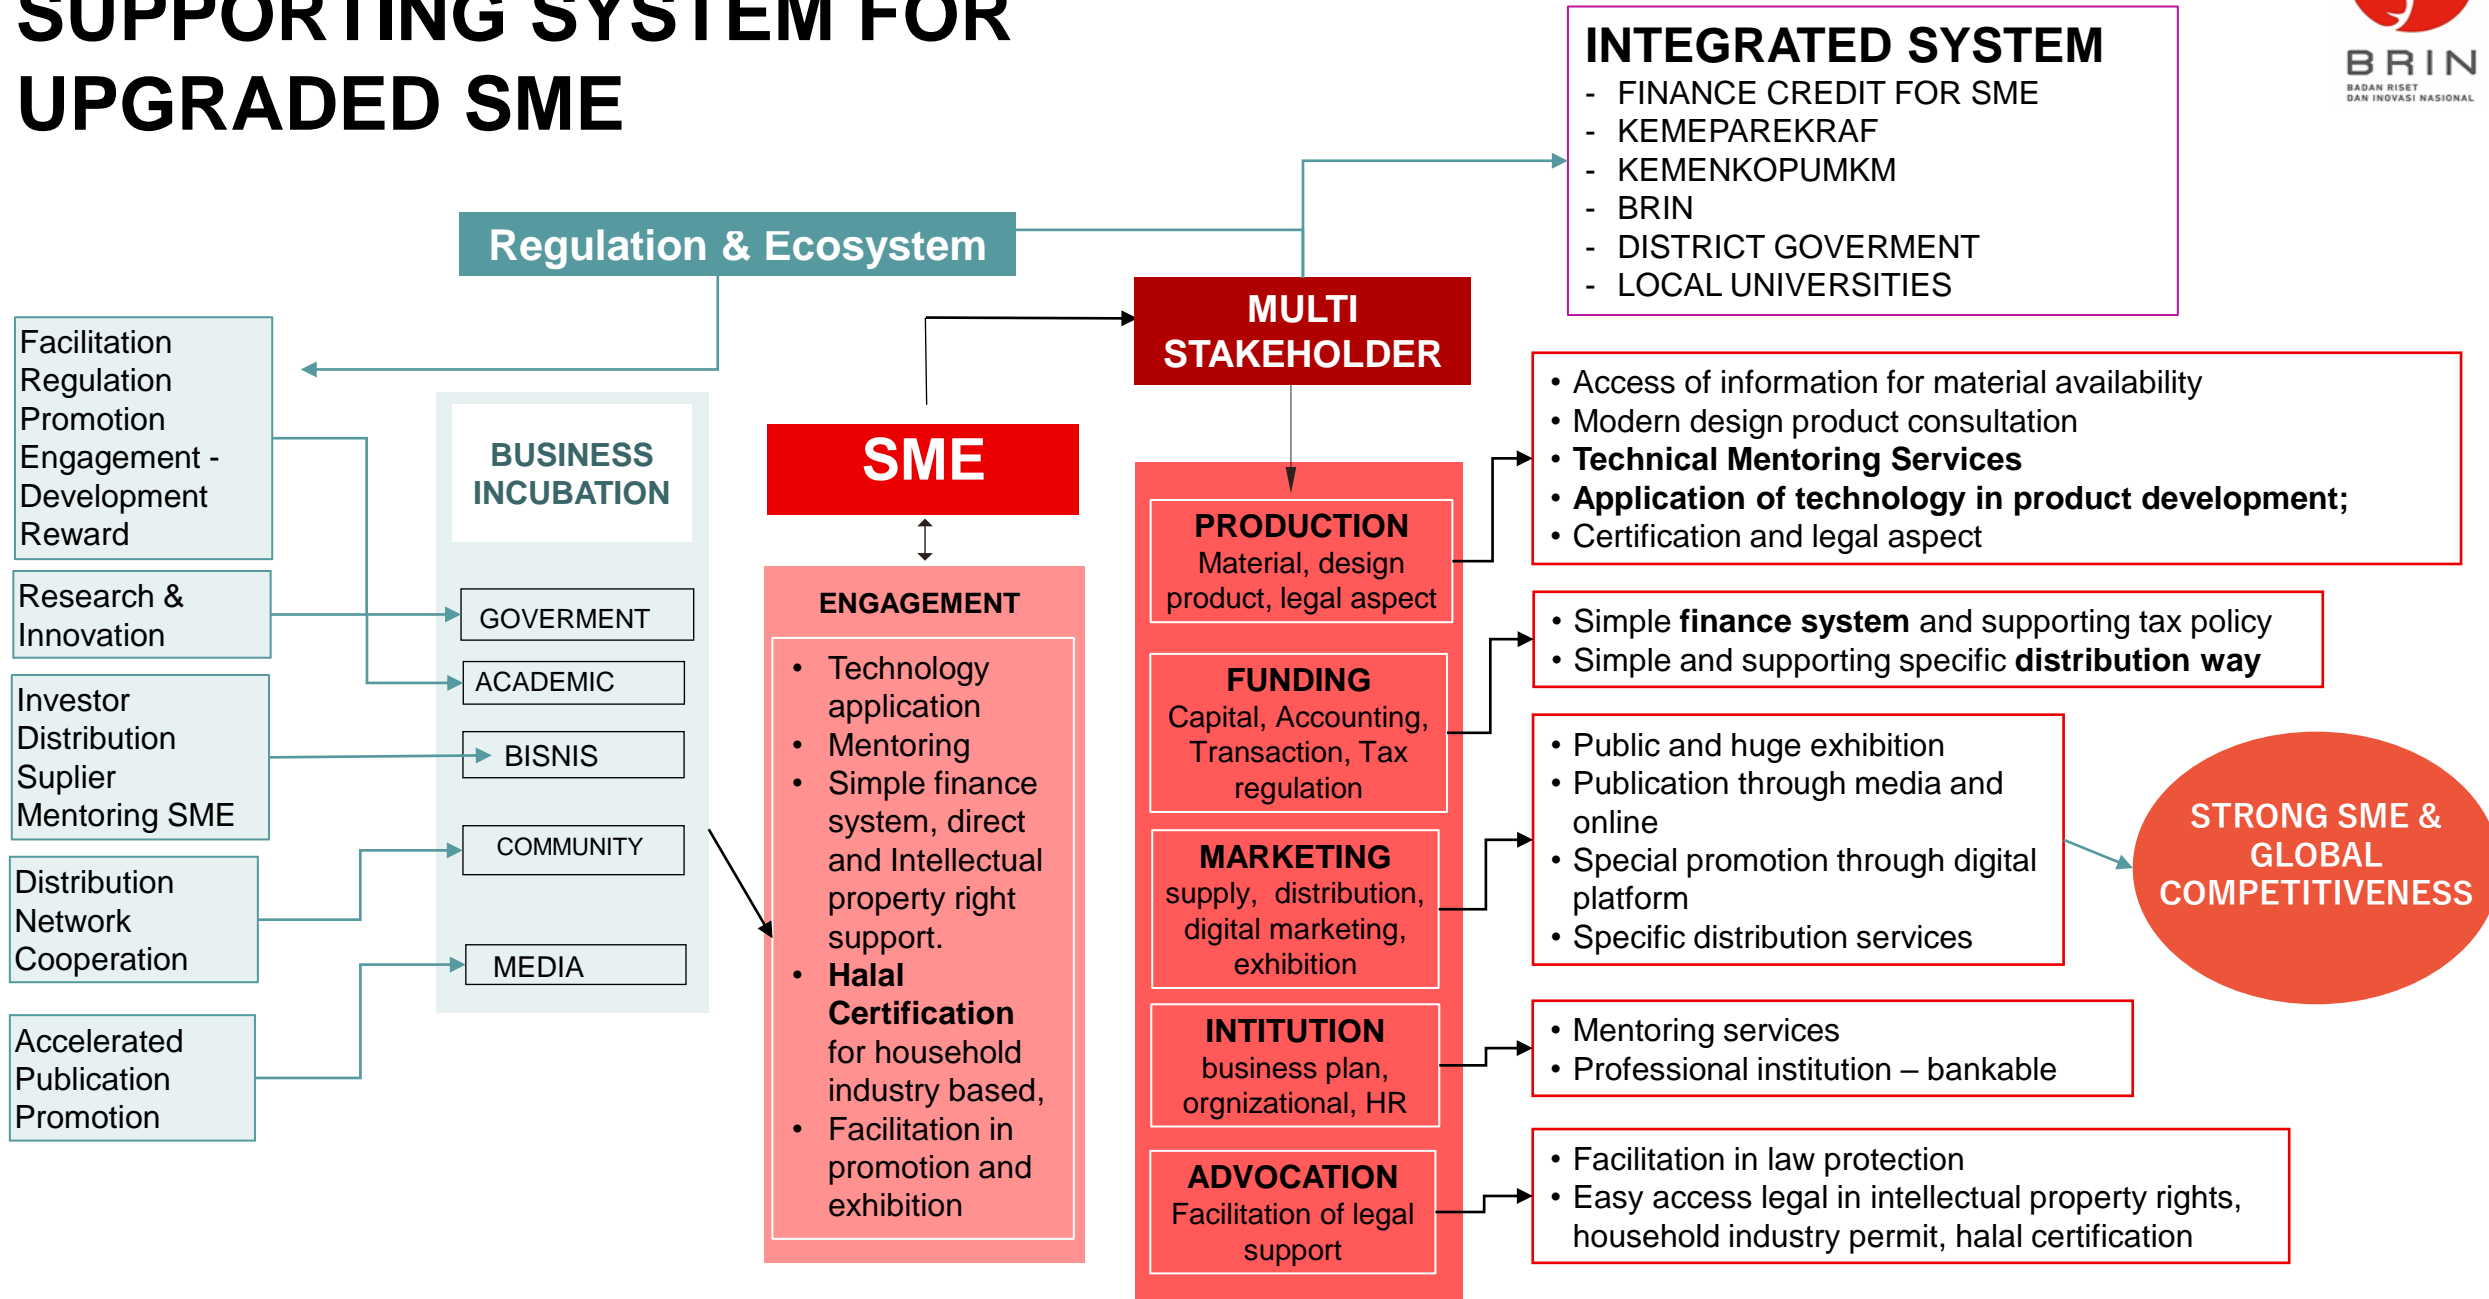 SUPPORTING SYSTEM FOR
UPGRADED SME
INTEGRATED SYSTEM
- FINANCE CREDIT FOR SME
- KEMEPAREKRAF
- KEMENKOPUMKM
- BRIN
- DISTRICT GOVERMENT
- LOCAL UNIVERSITIES
BRIN
BADAN RISET
DAN INOVASI NASIONAL
Regulation & Ecosystem
Facilitation
Regulation
Promotion
Engagement -
Development
Reward
Research &
Innovation
Investor
Distribution
Suplier
Mentoring SME
Distribution
Network
Cooperation
Accelerated
Publication
Promotion
BUSINESS
INCUBATION
GOVERMENT
ACADEMIC
BISNIS
COMMUNITY
MEDIA
SME
ENGAGEMENT
• Technology
application
• Mentoring
• Simple finance
system, direct
and Intellectual
property right
support.
• Halal
Certification
for household
industry based,
• Facilitation in
promotion and
exhibition
MULTI
STAKEHOLDER
PRODUCTION
Material, design
product, legal aspect
FUNDING
Capital, Accounting,
Transaction, Tax
regulation
MARKETING
supply, distribution,
digital marketing,
exhibition
INTITUTION
business plan,
orgnizational, HR
ADVOCATION
Facilitation of legal
support
• Access of information for material availability
• Modern design product consultation
• Technical Mentoring Services
• Application of technology in product development;
• Certification and legal aspect
• Simple finance system and supporting tax policy
• Simple and supporting specific distribution way
• Public and huge exhibition
• Publication through media and
online
• Special promotion through digital
platform
• Specific distribution services
• Mentoring services
• Professional institution – bankable
• Facilitation in law protection
• Easy access legal in intellectual property rights,
household industry permit, halal certification
STRONG SME &
GLOBAL
COMPETITIVENESS